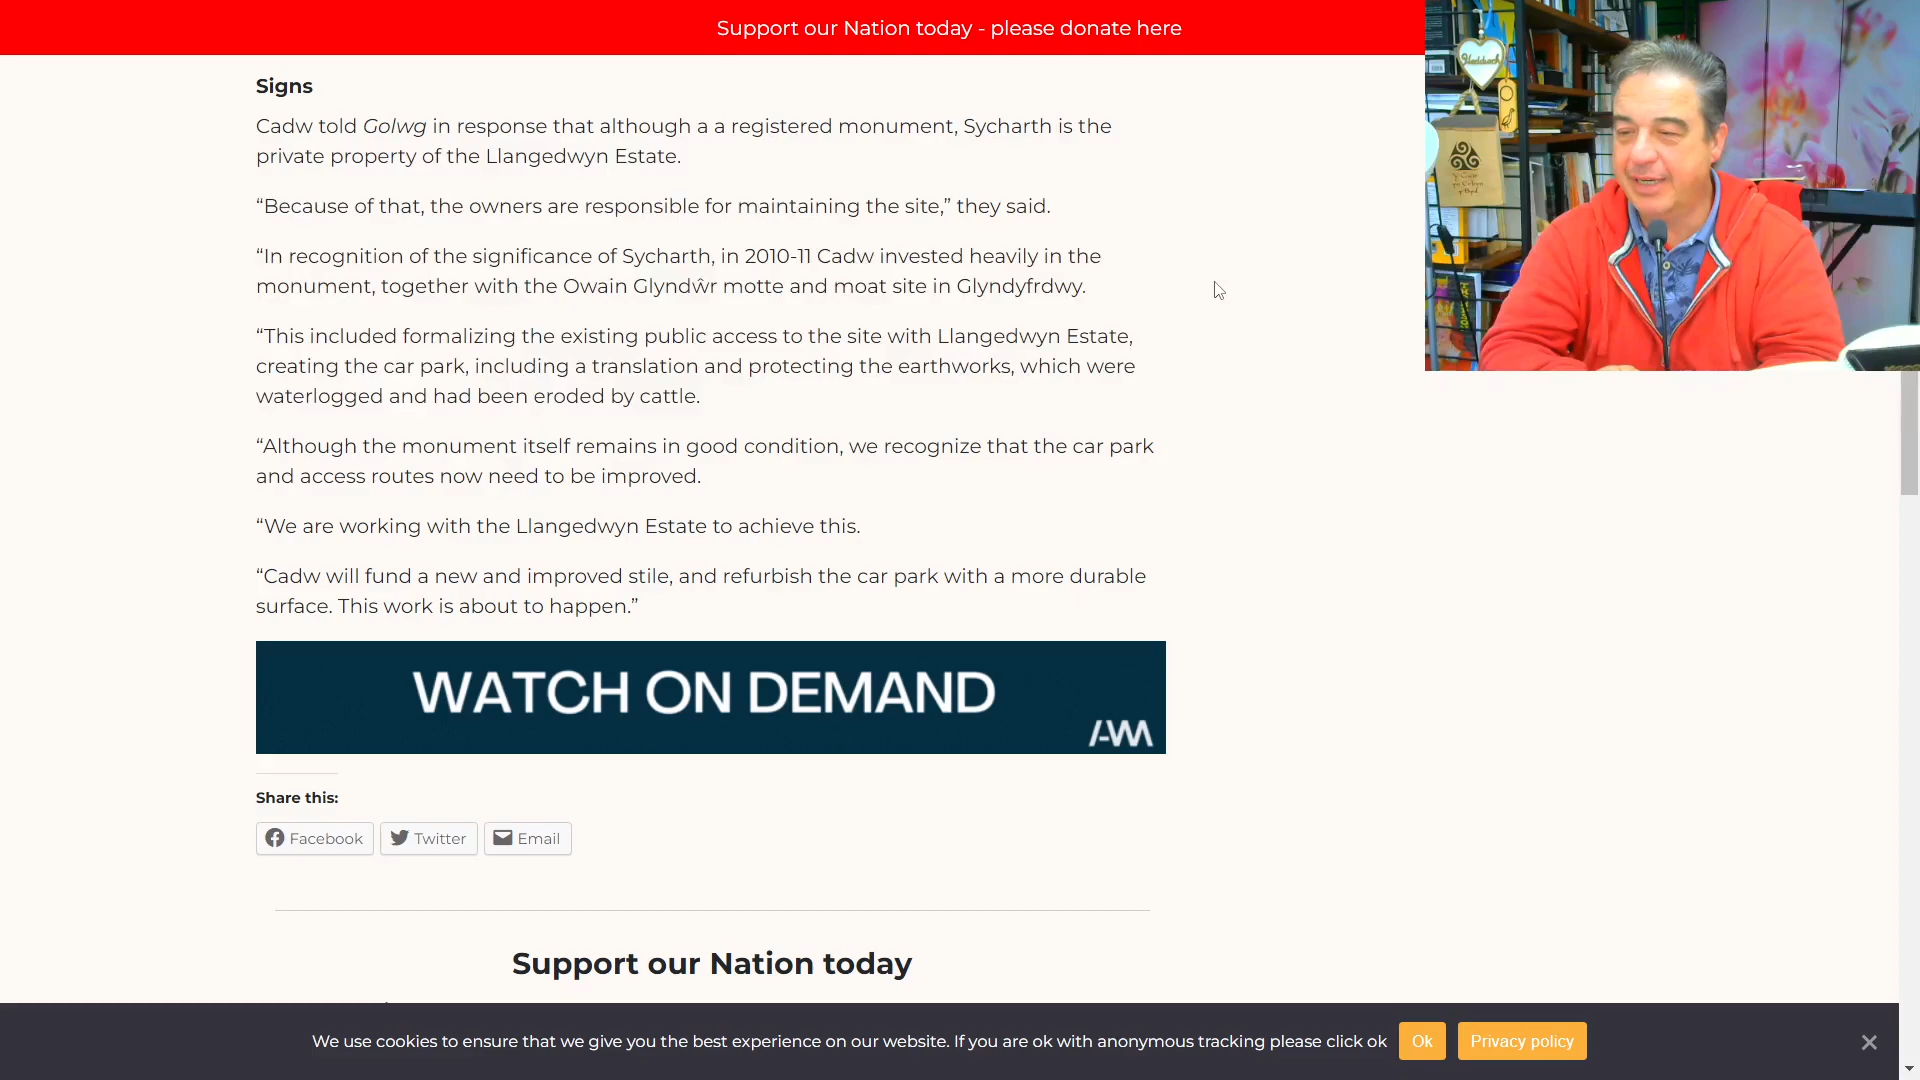 Support our Nation today - please donate here
Signs
Cadw told Golwg in response that although a a registered monument, Sycharth is the
private property of the Llangedwyn Estate.
“Because of that, the owners are responsible for maintaining the site,” they said.
“In recognition of the significance of Sycharth, in 2010-11 Cadw invested heavily in the
monument, together with the Owain Glyndŵr motte and moat site in Glyndyfrdwy.
“This included formalizing the existing public access to the site with Llangedwyn Estate,
creating the car park, including a translation and protecting the earthworks, which were
waterlogged and had been eroded by cattle.
“Although the monument itself remains in good condition, we recognize that the car park
and access routes now need to be improved.
“We are working with the Llangedwyn Estate to achieve this.
“Cadw will fund a new and improved stile, and refurbish the car park with a more durable
surface. This work is about to happen.”
WATCH ON DEMAND
Share this:
Facebook
Twitter
Email
Support our Nation today
We use cookies to ensure that we give you the best experience on our website. If you are ok with anonymous tracking please click ok
Ok
Privacy policy